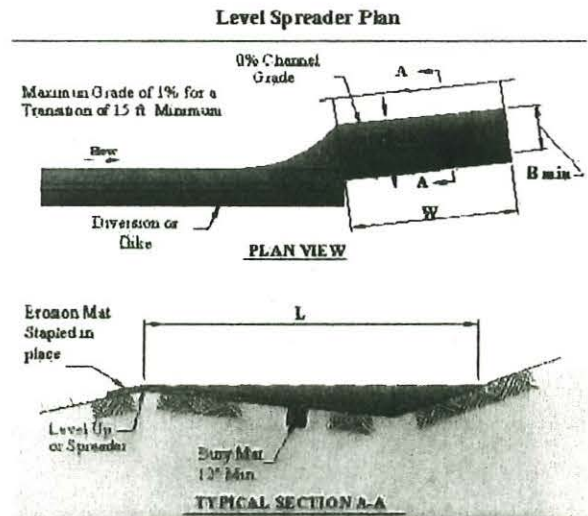 Level Spreader Plan
0% Channel
Grade
A
Maximum Grade of 1% for a
Transition of 15 ft Minimum
Flow
B min
A
W
Diversion or
Dike
PLAN VIEW
Erosion Mat
Stapled in
place
L
Level Up
or Spreader
Bury Mat
12" Min
TYPICAL SECTION A-A